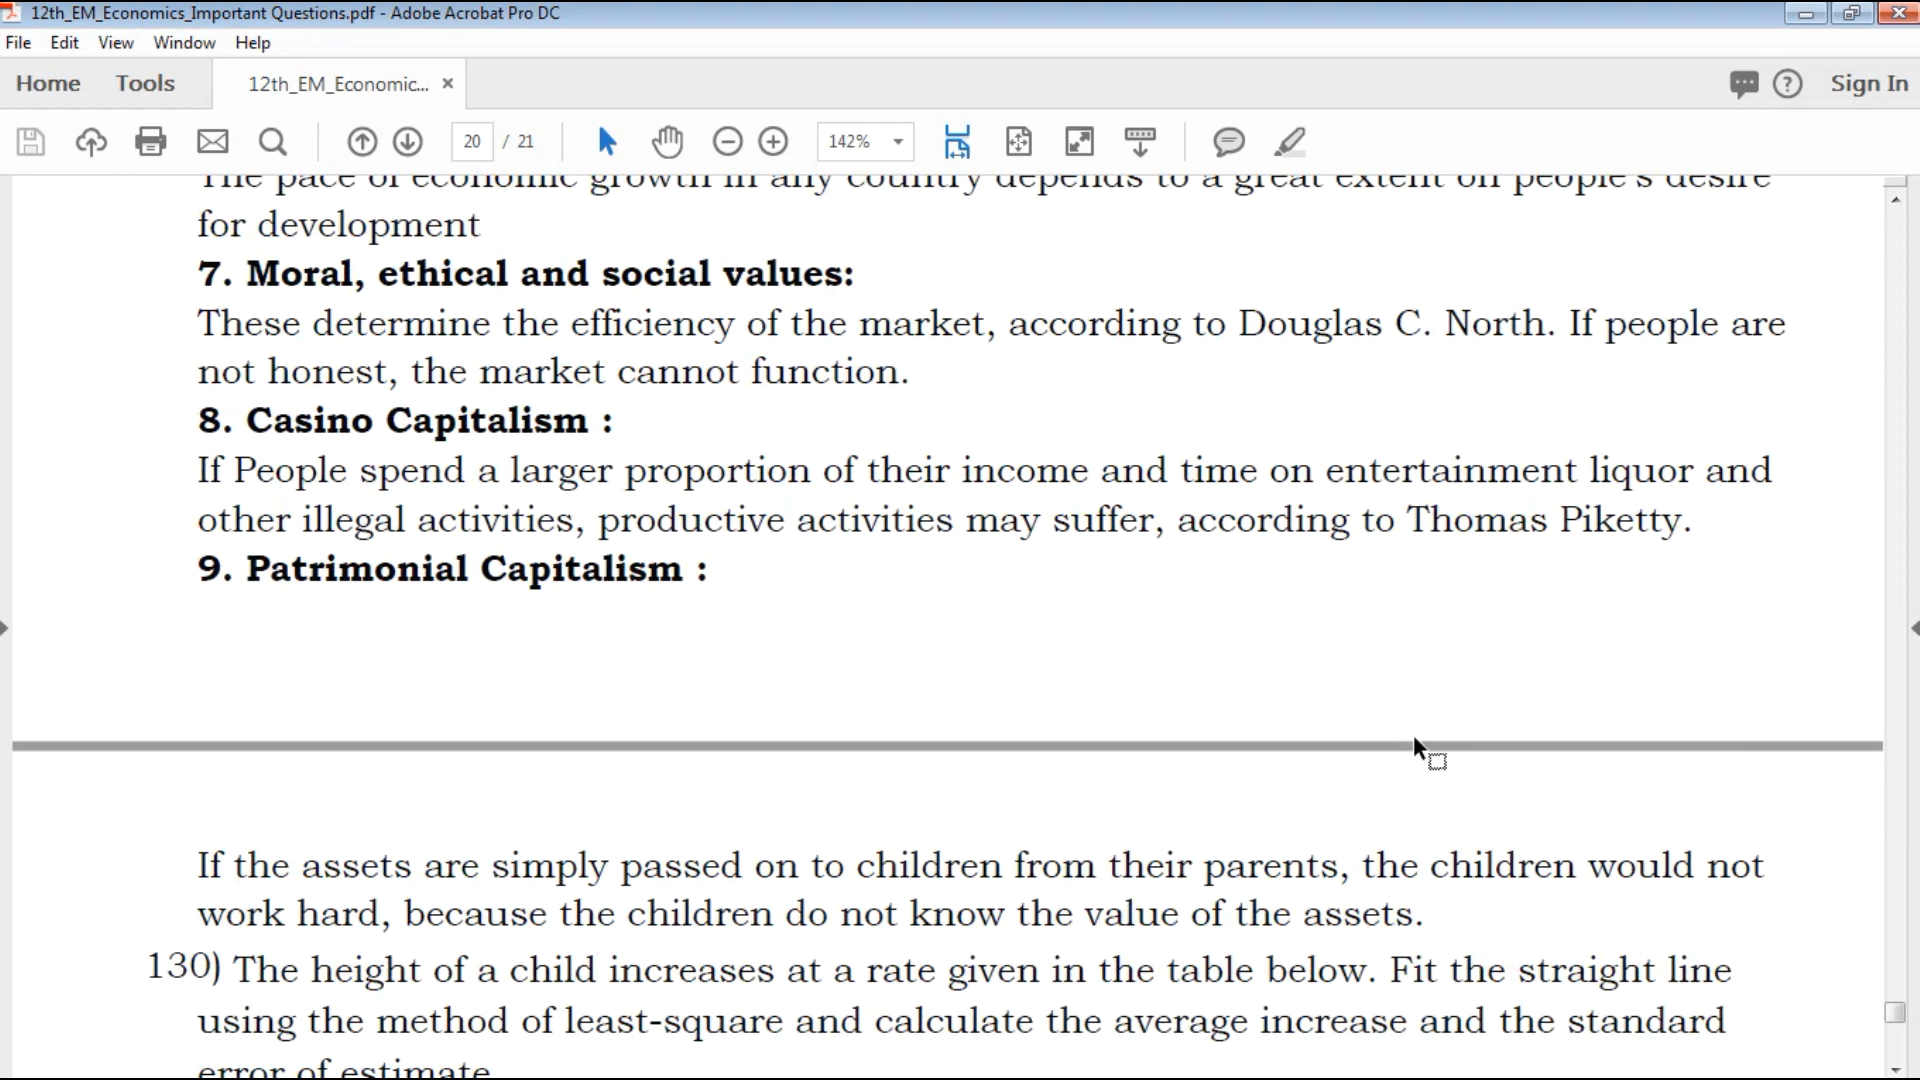 12th_EM_Economics_Important Questions.pdf - Adobe Acrobat Pro DC
File Edit View Window Help
Home Tools 12th_EM_Economic... × Sign In
20 / 21 142%
The pace of economic growth in any country depends to a great extent on people's desire
for development
7. Moral, ethical and social values:
These determine the efficiency of the market, according to Douglas C. North. If people are
not honest, the market cannot function.
8. Casino Capitalism :
If People spend a larger proportion of their income and time on entertainment liquor and
other illegal activities, productive activities may suffer, according to Thomas Piketty.
9. Patrimonial Capitalism :
If the assets are simply passed on to children from their parents, the children would not
work hard, because the children do not know the value of the assets.
130) The height of a child increases at a rate given in the table below. Fit the straight line
using the method of least-square and calculate the average increase and the standard
error of estimate